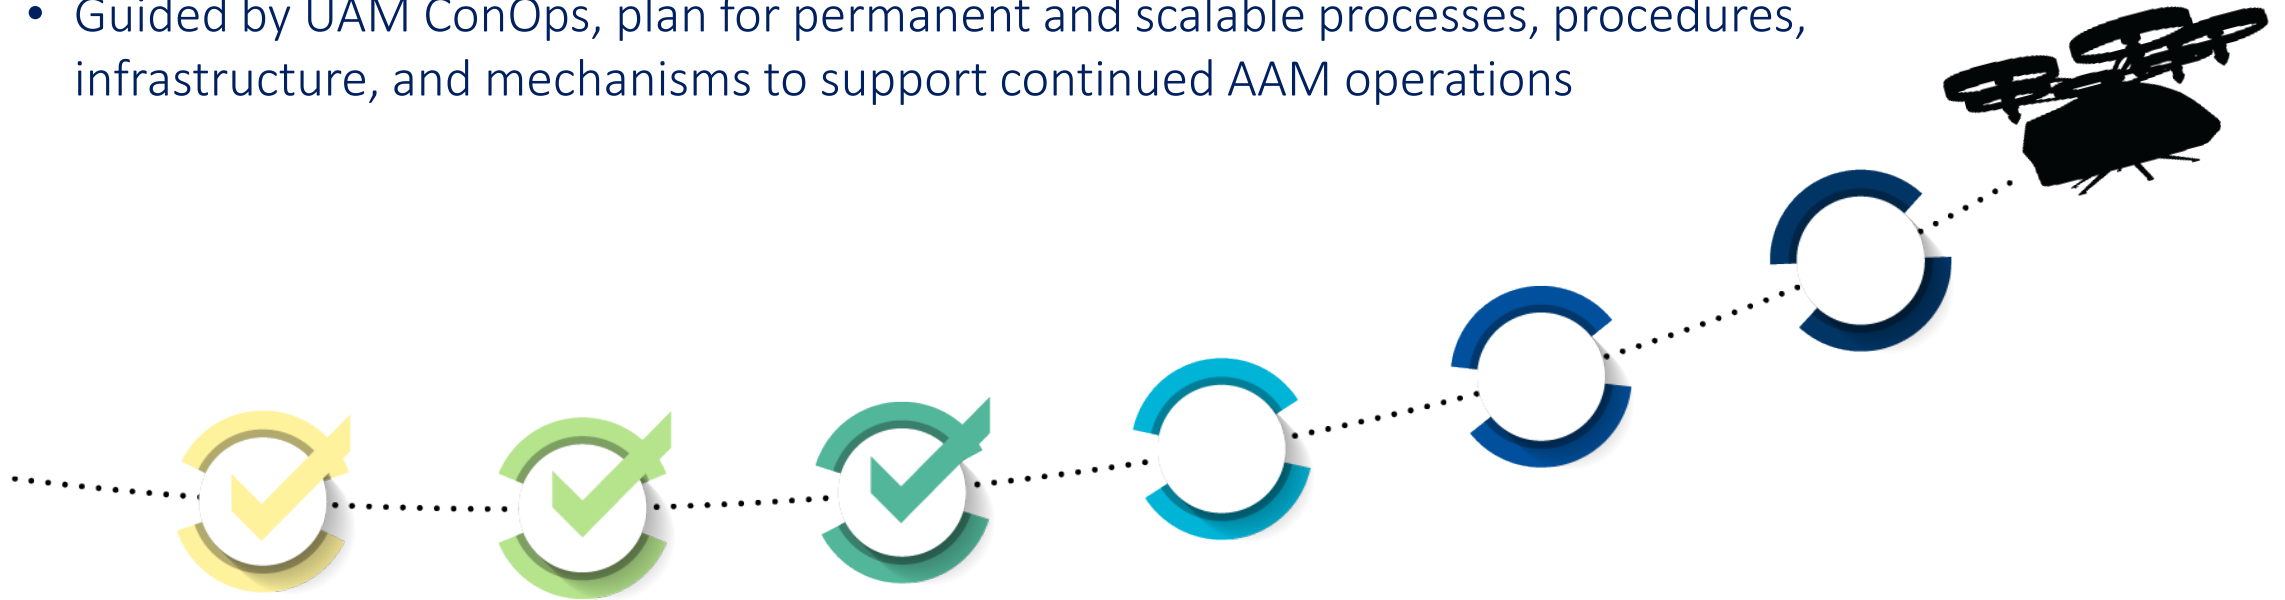 • Guided by UAM ConOps, plan for permanent and scalable processes, procedures,
infrastructure, and mechanisms to support continued AAM operations